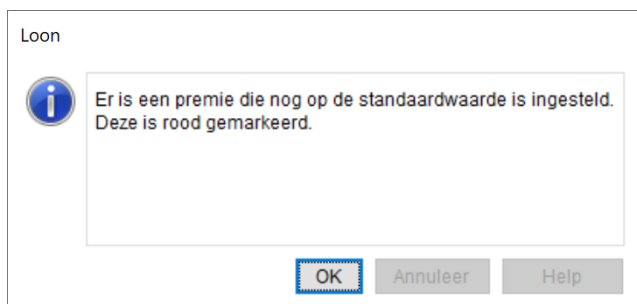 Loon
Er is een premie die nog op de standaardwaarde is ingesteld.
Deze is rood gemarkeerd.
OK
Annuleer
Help